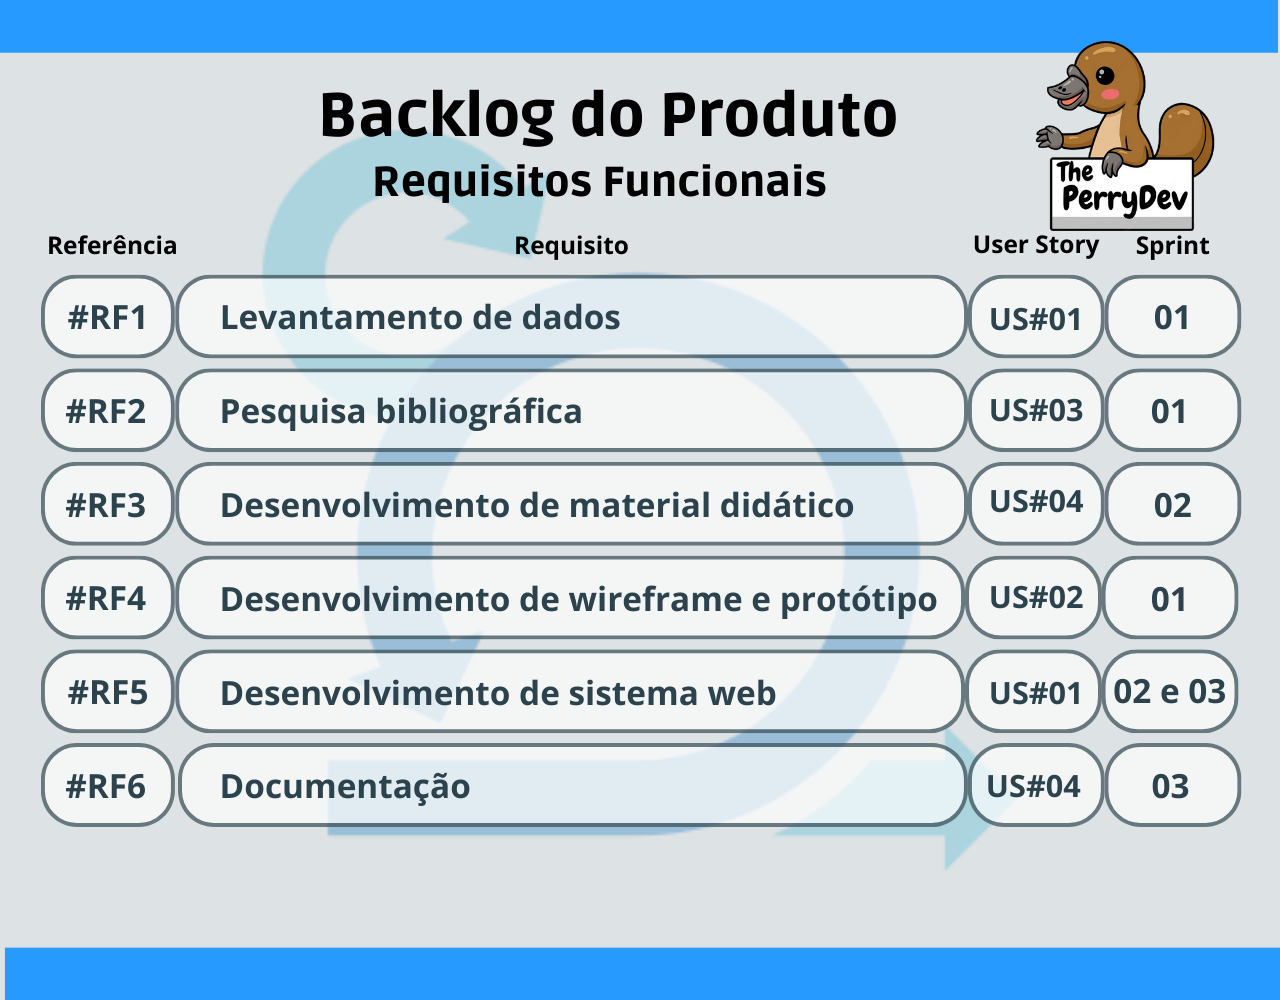 Backlog do Produto
Requisitos Funcionais
The
PerryDev
Referência Requisito User Story Sprint
#RF1 Levantamento de dados US#01 01
#RF2 Pesquisa bibliográfica US#03 01
#RF3 Desenvolvimento de material didático US#04 02
#RF4 Desenvolvimento de wireframe e protótipo US#02 01
#RF5 Desenvolvimento de sistema web US#01 02 e 03
#RF6 Documentação US#04 03